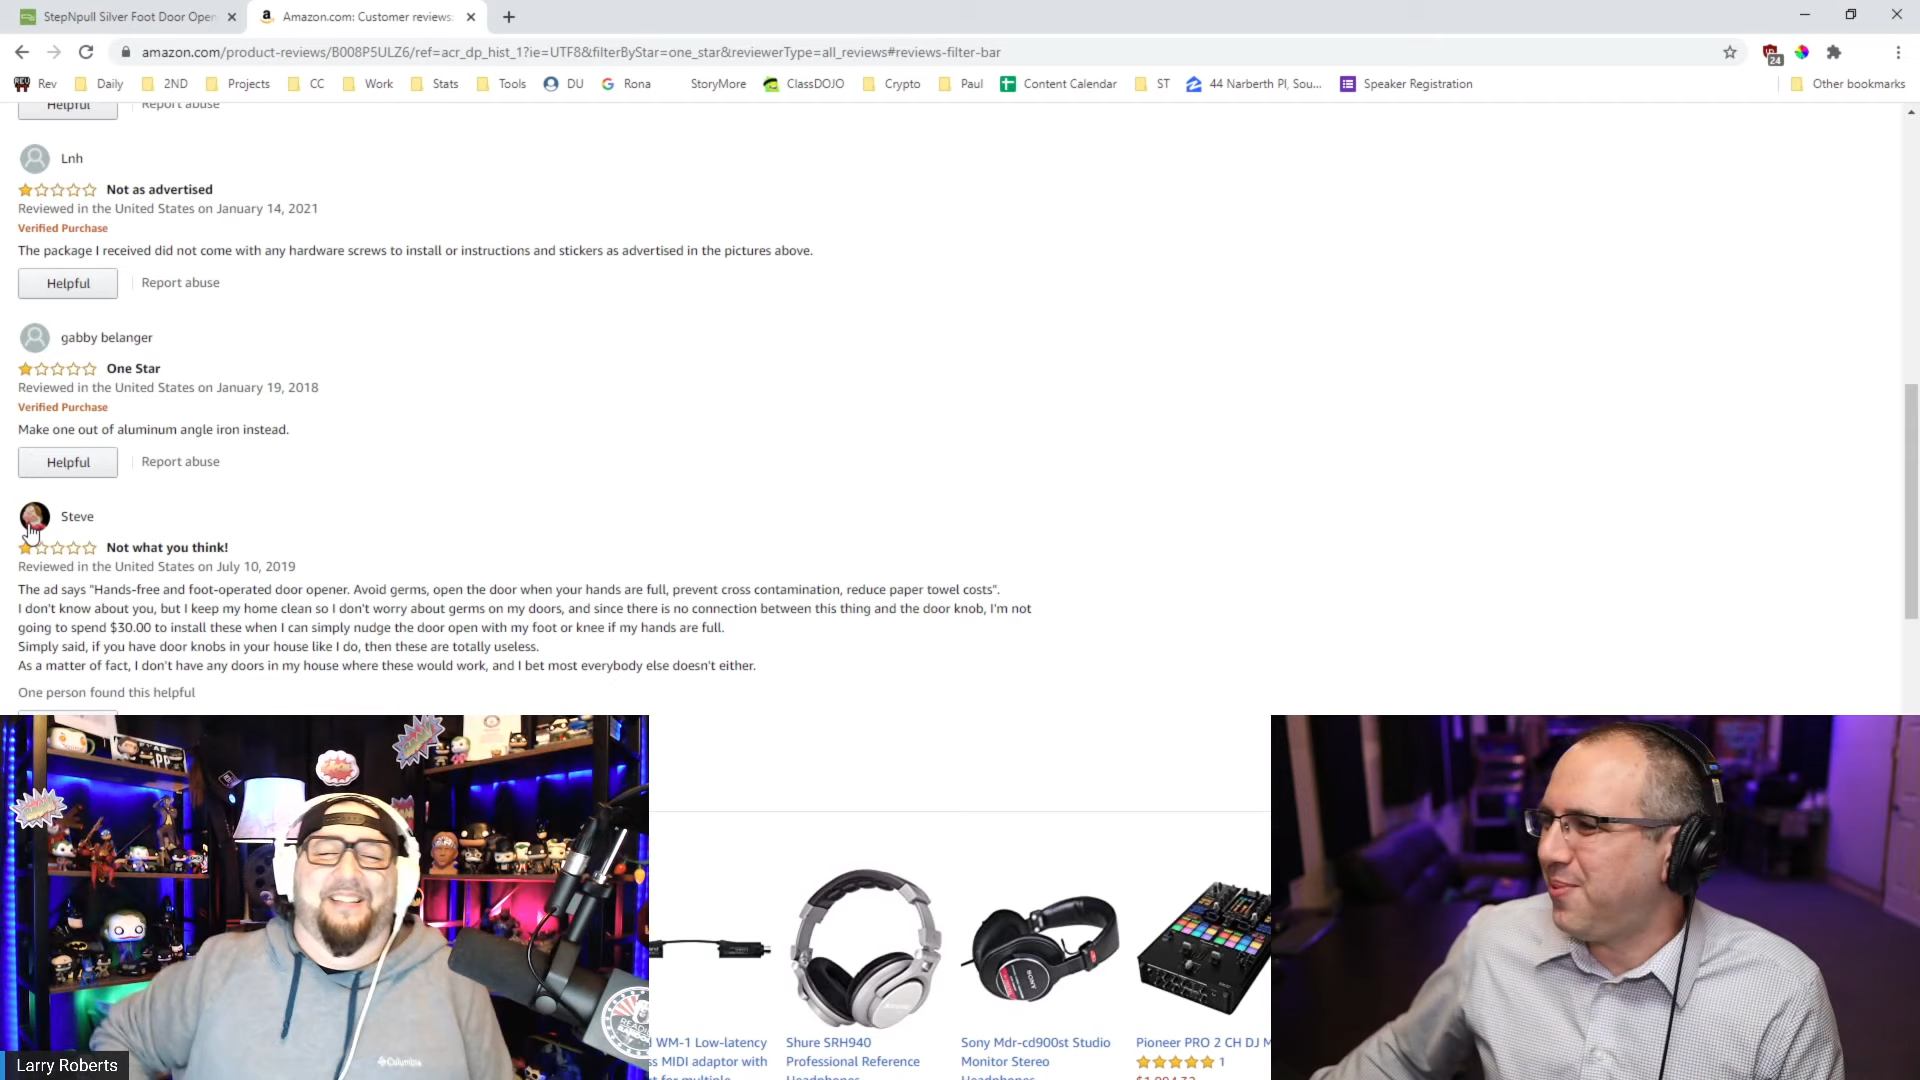 StepNpull Silver Foot Door Open
Amazon.com: Customer reviews:
amazon.com/product-reviews/B008P5ULZ6/ref=acr_dp_hist_1?ie=UTF8&filterByStar=one_star&reviewerType=all_reviews#reviews-filter-bar
24
Rev Daily 2ND Projects CC Work Stats Tools DU Rona StoryMore ClassDOJO Crypto Paul Content Calendar ST 44 Narberth Pl, Sou... Speaker Registration Other bookmarks
Helpful Report abuse
Lnh
Not as advertised
Reviewed in the United States on January 14, 2021
Verified Purchase
The package I received did not come with any hardware screws to install or instructions and stickers as advertised in the pictures above.
Helpful Report abuse
gabby belanger
One Star
Reviewed in the United States on January 19, 2018
Verified Purchase
Make one out of aluminum angle iron instead.
Helpful Report abuse
Steve
Not what you think!
Reviewed in the United States on July 10, 2019
The ad says "Hands-free and foot-operated door opener. Avoid germs, open the door when your hands are full, prevent cross contamination, reduce paper towel costs".
I don't know about you, but I keep my home clean so I don't worry about germs on my doors, and since there is no connection between this thing and the door knob, I'm not
going to spend $30.00 to install these when I can simply nudge the door open with my foot or knee if my hands are full.
Simply said, if you have door knobs in your house like I do, then these are totally useless.
As a matter of fact, I don't have any doors in my house where these would work, and I bet most everybody else doesn't either.
One person found this helpful
WM-1 Low-latency
MIDI adaptor with
for multiple
Shure SRH940
Professional Reference
Headphones
Sony Mdr-cd900st Studio
Monitor Stereo
Headphones
Pioneer PRO 2 CH DJ M
1
SONY
Columbia
Larry Roberts